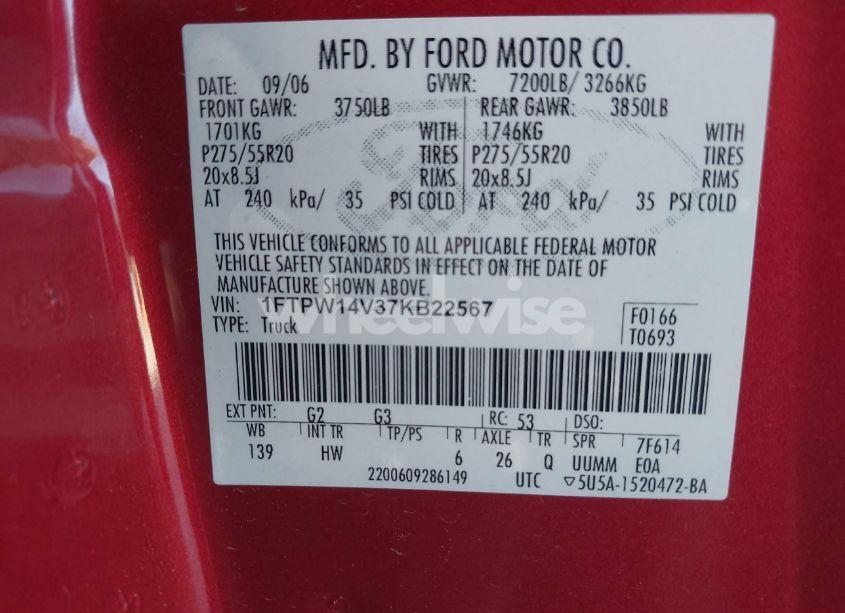 MFD. BY FORD MOTOR CO.
DATE: 09/06 GVWR: 7200LB/ 3266KG
FRONT GAWR: 3750LB REAR GAWR: 3850LB
1701KG WITH 1746KG WITH
P275/55R20 TIRES P275/55R20 TIRES
20x8.5J RIMS 20x8.5J RIMS
AT 240 kPa/ 35 PSI COLD AT 240 kPa/ 35 PSI COLD
Ford
THIS VEHICLE CONFORMS TO ALL APPLICABLE FEDERAL MOTOR
VEHICLE SAFETY STANDARDS IN EFFECT ON THE DATE OF
MANUFACTURE SHOWN ABOVE.
VIN: 1FTPW14V37KB22567 F0166
TYPE: Truck T0693
wheelwise
EXT PNT: G2 G3 RC: 53 DSO:
WB INT TR TP/PS R AXLE TR SPR 7F614
139 HW 6 26 Q UUMM E0A
2200609286149 UTC ▽5U5A-1520472-BA